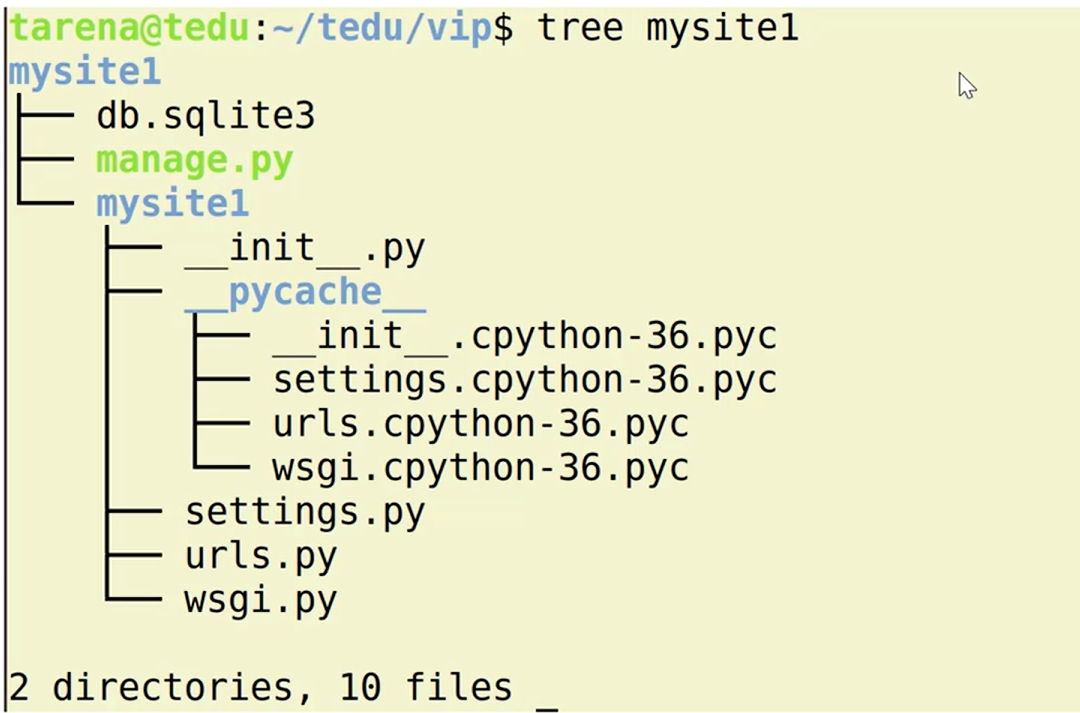 tarena@tedu:~/tedu/vip$ tree mysite1
mysite1
├── db.sqlite3
├── manage.py
└── mysite1
    ├── __init__.py
    ├── __pycache__
    │   ├── __init__.cpython-36.pyc
    │   ├── settings.cpython-36.pyc
    │   ├── urls.cpython-36.pyc
    │   └── wsgi.cpython-36.pyc
    ├── settings.py
    ├── urls.py
    └── wsgi.py
2 directories, 10 files _